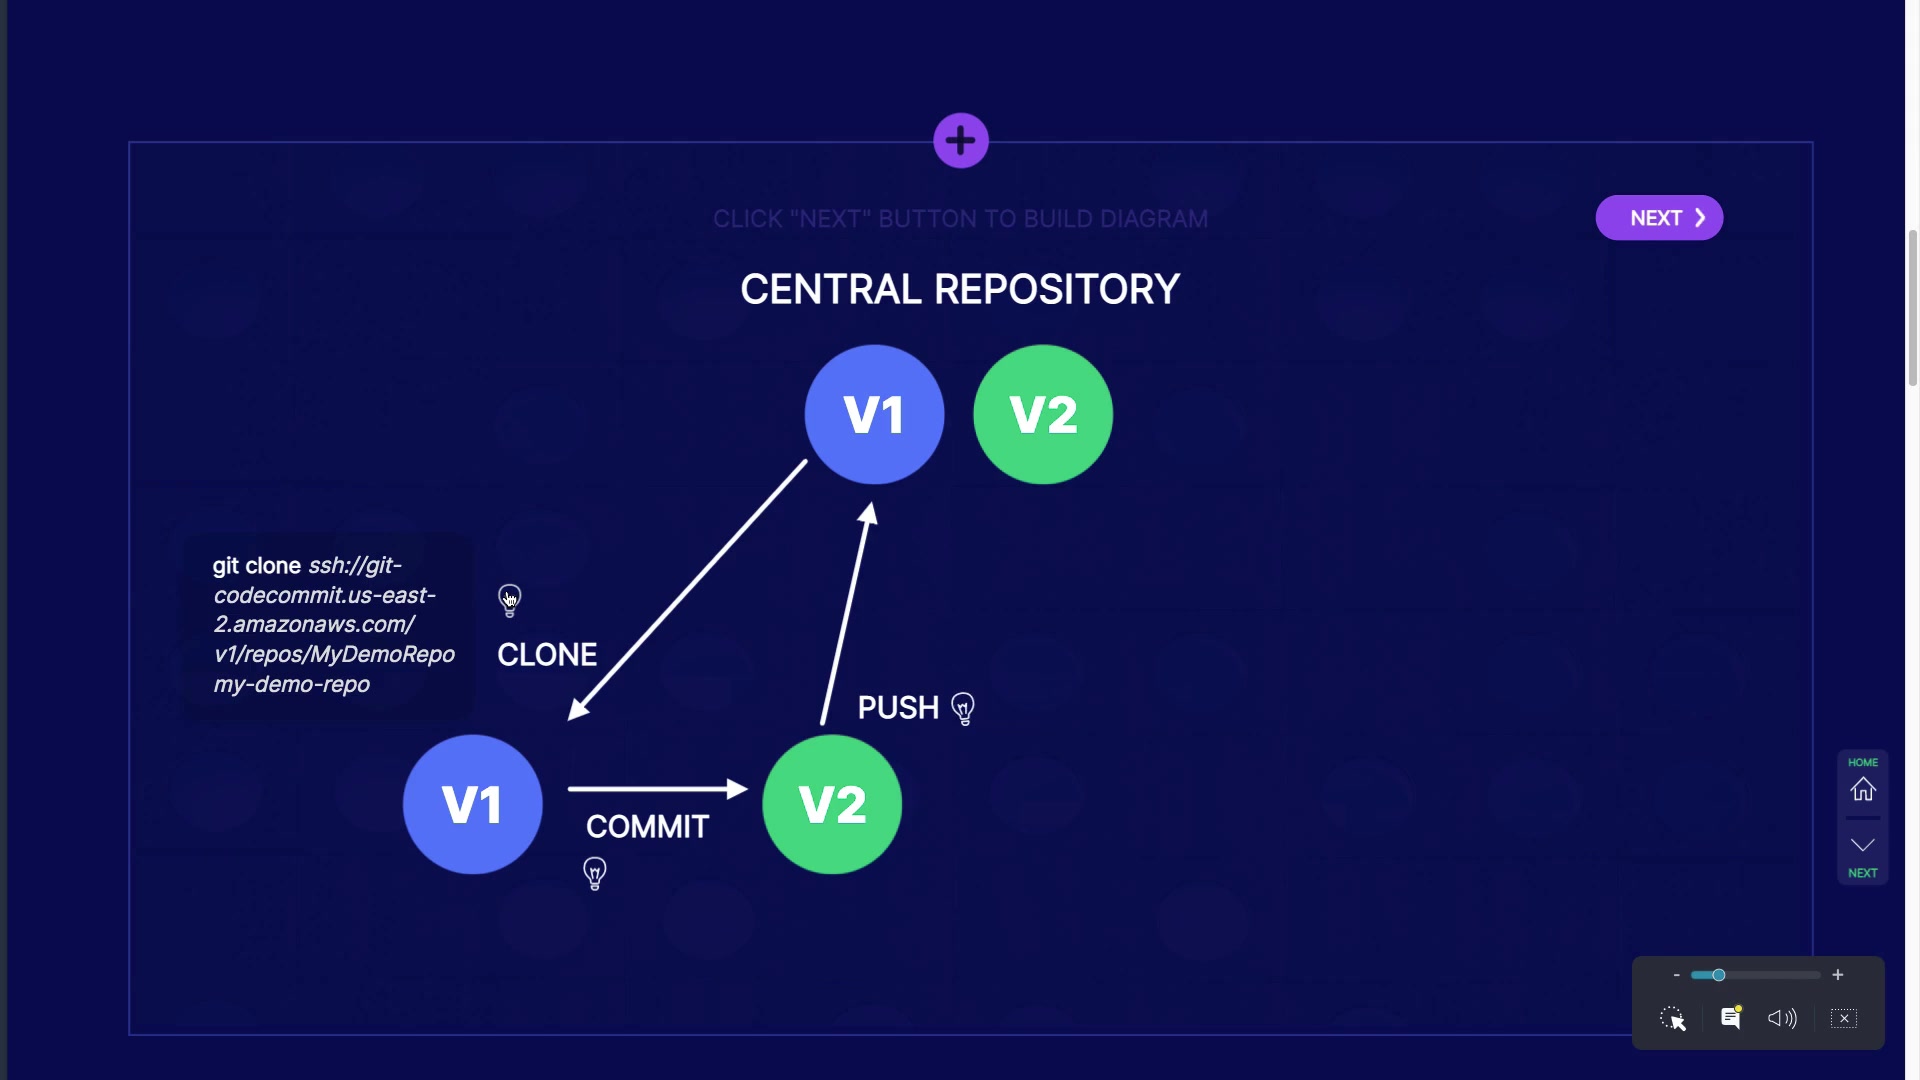 CLICK "NEXT" BUTTON TO BUILD DIAGRAM
NEXT
CENTRAL REPOSITORY
V1
V2
git clone ssh://git-
codecommit.us-east-
2.amazonaws.com/
v1/repos/MyDemoRepo
my-demo-repo
CLONE
PUSH
V1
COMMIT
V2
HOME
NEXT